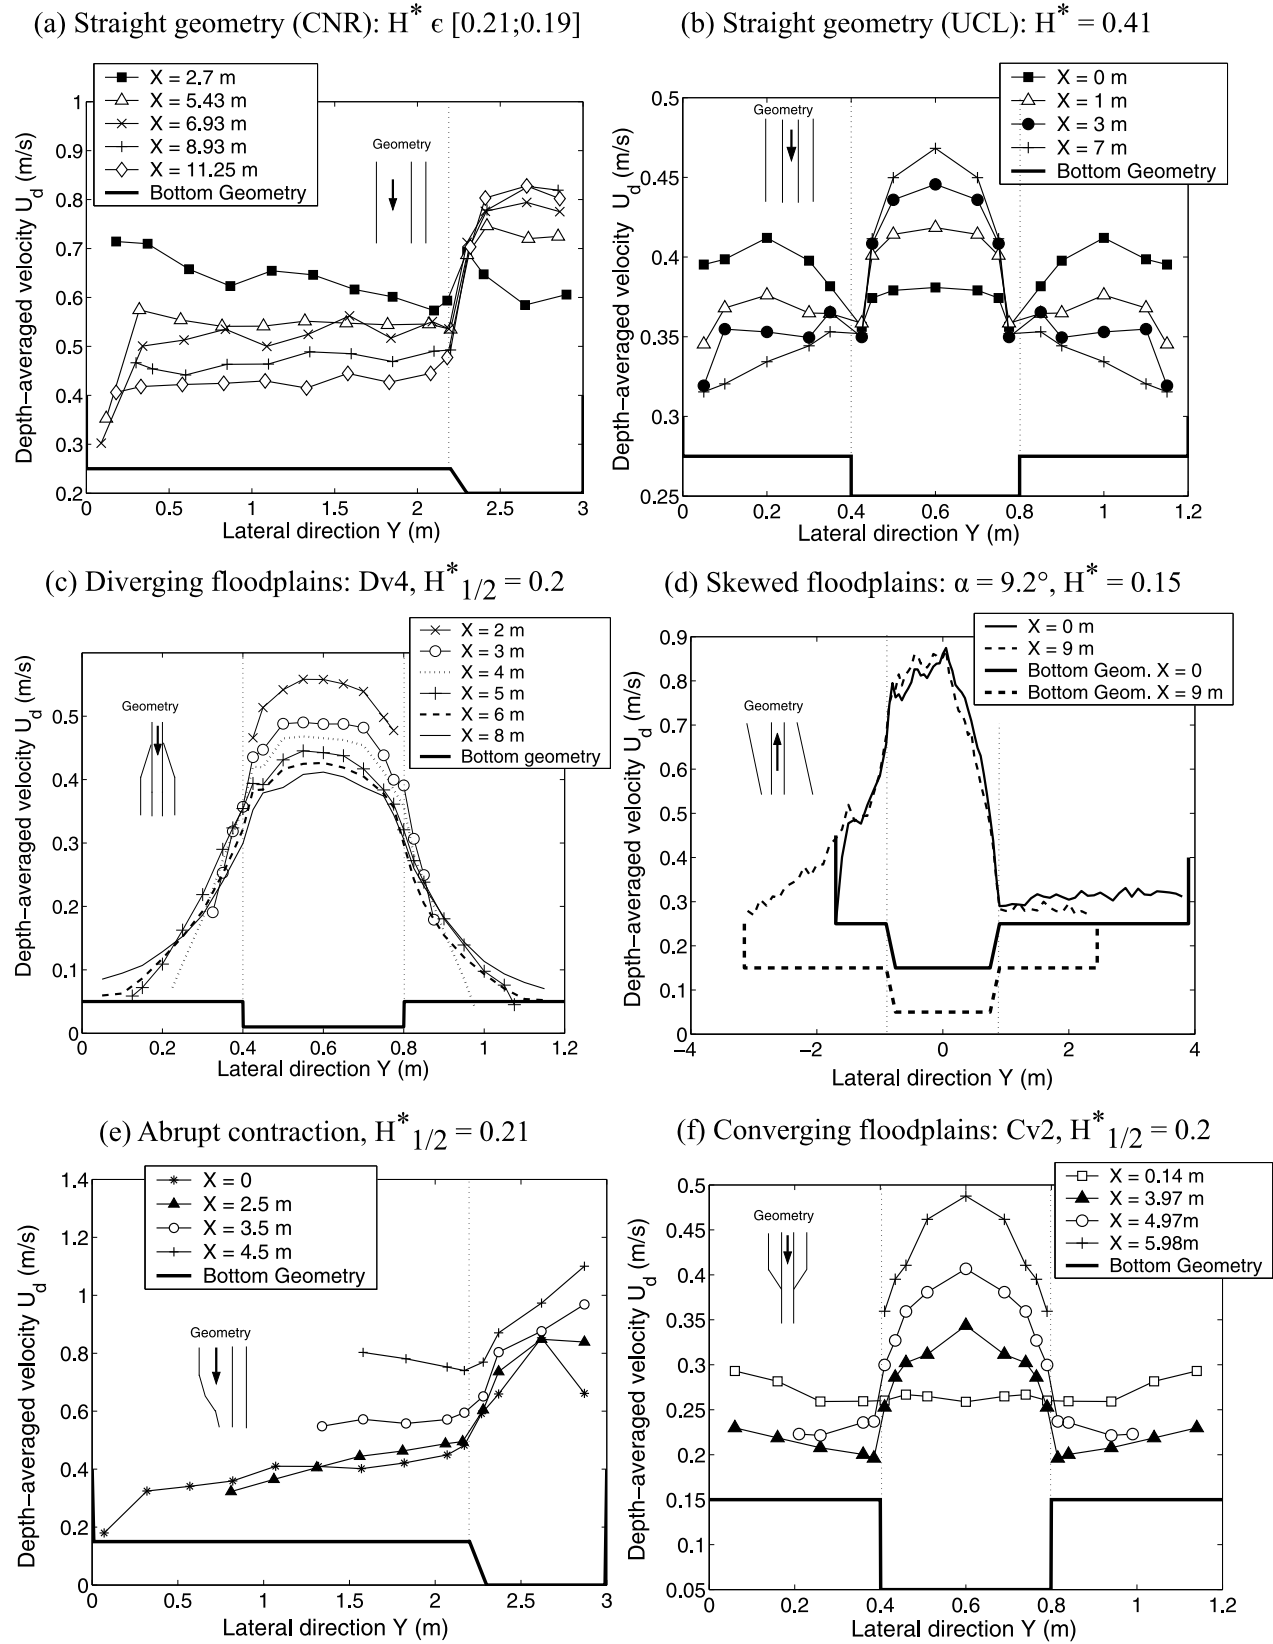 (a) Straight geometry (CNR): H* ϵ [0.21;0.19]
X = 2.7 m
X = 5.43 m
X = 6.93 m
X = 8.93 m
X = 11.25 m
Bottom Geometry
Geometry
Depth−averaged velocity U_d (m/s)
1
0.9
0.8
0.7
0.6
0.5
0.4
0.3
0.2
0 0.5 1 1.5 2 2.5 3
Lateral direction Y (m)
(b) Straight geometry (UCL): H* = 0.41
X = 0 m
X = 1 m
X = 3 m
X = 7 m
Bottom Geometry
Geometry
Depth−averaged velocity U_d (m/s)
0.5
0.45
0.4
0.35
0.3
0.25
0 0.2 0.4 0.6 0.8 1 1.2
Lateral direction Y (m)
(c) Diverging floodplains: Dv4, H*_1/2 = 0.2
X = 2 m
X = 3 m
X = 4 m
X = 5 m
X = 6 m
X = 8 m
Bottom geometry
Geometry
Depth−averaged velocity U_d (m/s)
0.6
0.5
0.4
0.3
0.2
0.1
0
0 0.2 0.4 0.6 0.8 1 1.2
Lateral direction Y (m)
(d) Skewed floodplains: α = 9.2°, H* = 0.15
X = 0 m
X = 9 m
Bottom Geom. X = 0
Bottom Geom. X = 9 m
Geometry
Depth−averaged velocity U_d (m/s)
0.9
0.8
0.7
0.6
0.5
0.4
0.3
0.2
0.1
0
−4 −2 0 2 4
Lateral direction Y (m)
(e) Abrupt contraction, H*_1/2 = 0.21
X = 0
X = 2.5 m
X = 3.5 m
X = 4.5 m
Bottom Geometry
Geometry
Depth−averaged velocity U_d (m/s)
1.4
1.2
1
0.8
0.6
0.4
0.2
0
0 0.5 1 1.5 2 2.5 3
Lateral direction Y (m)
(f) Converging floodplains: Cv2, H*_1/2 = 0.2
X = 0.14 m
X = 3.97 m
X = 4.97m
X = 5.98m
Bottom Geometry
Geometry
Depth−averaged velocity U_d (m/s)
0.5
0.45
0.4
0.35
0.3
0.25
0.2
0.15
0.1
0.05
0 0.2 0.4 0.6 0.8 1 1.2
Lateral direction Y (m)